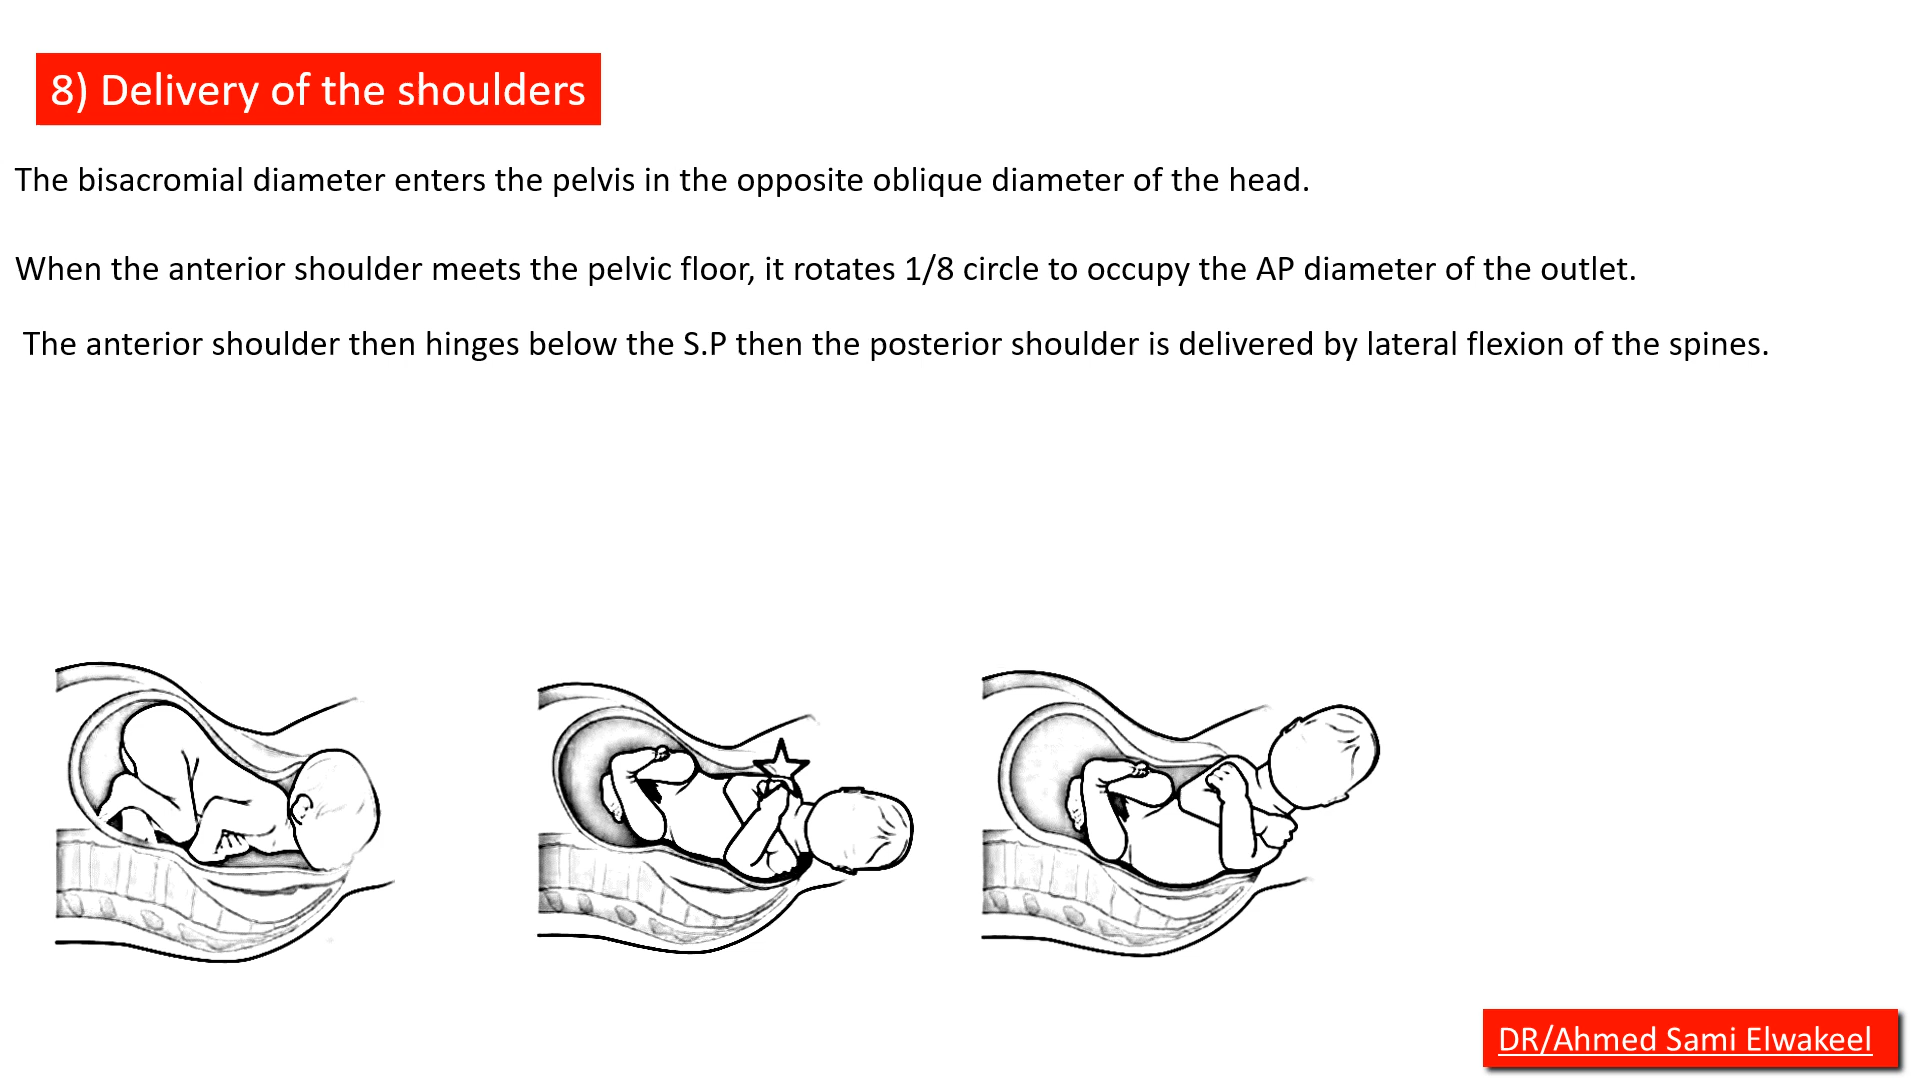 8) Delivery of the shoulders
The bisacromial diameter enters the pelvis in the opposite oblique diameter of the head.
When the anterior shoulder meets the pelvic floor, it rotates 1/8 circle to occupy the AP diameter of the outlet.
The anterior shoulder then hinges below the S.P then the posterior shoulder is delivered by lateral flexion of the spines.
DR/Ahmed Sami Elwakeel